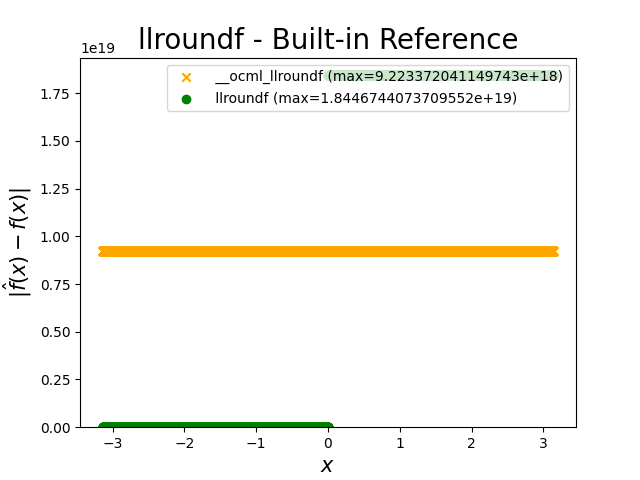 llroundf - Built-in Reference
1e19
__ocml_llroundf (max=9.223372041149743e+18)
llroundf (max=1.8446744073709552e+19)
1.75
1.50
1.25
1.00
0.75
0.50
0.25
0.00
|f̂(x) − f(x)|
−3 −2 −1 0 1 2 3
x